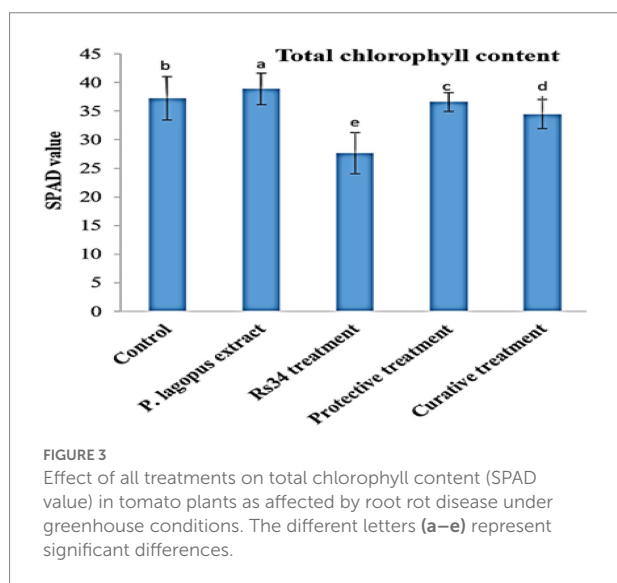 Total chlorophyll content
45
40
35
30
25
20
15
10
5
0
SPAD value
b
a
e
c
d
Control
P. lagopus extract
Rs34 treatment
Protective treatment
Curative treatment
FIGURE 3
Effect of all treatments on total chlorophyll content (SPAD
value) in tomato plants as affected by root rot disease under
greenhouse conditions. The different letters (a–e) represent
significant differences.